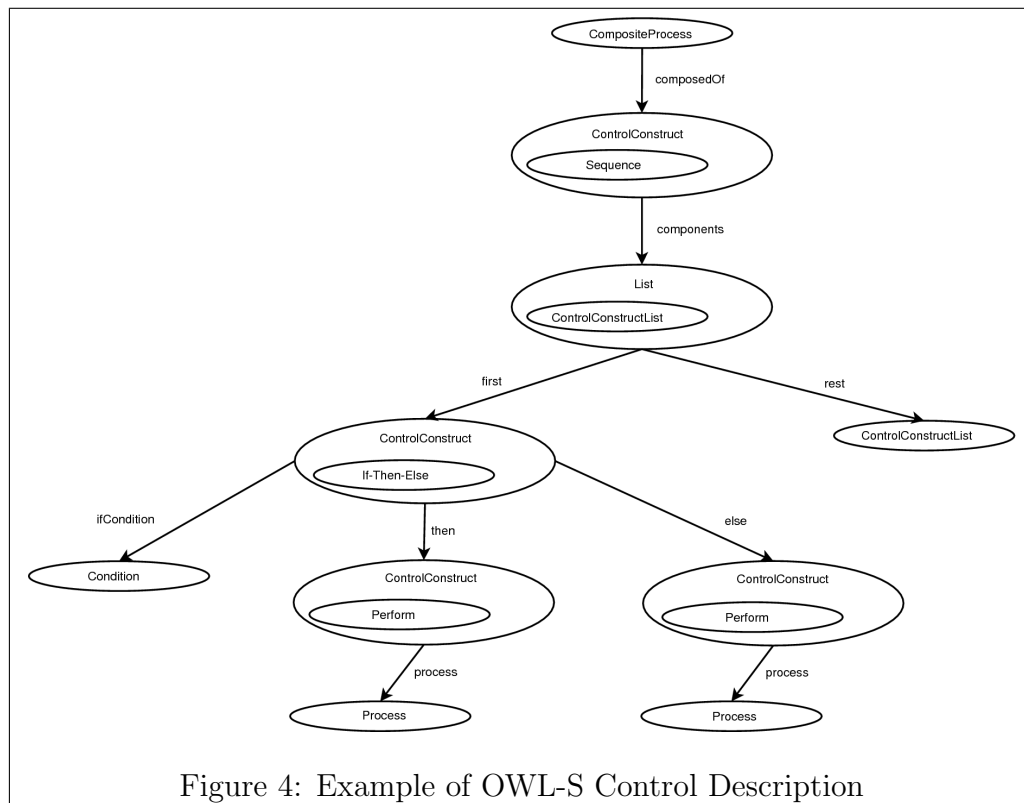 CompositeProcess
composedOf
ControlConstruct
Sequence
components
List
ControlConstructList
first
rest
ControlConstruct
ControlConstructList
If-Then-Else
ifCondition
then
else
Condition
ControlConstruct
ControlConstruct
Perform
Perform
process
process
Process
Process
Figure 4: Example of OWL-S Control Description